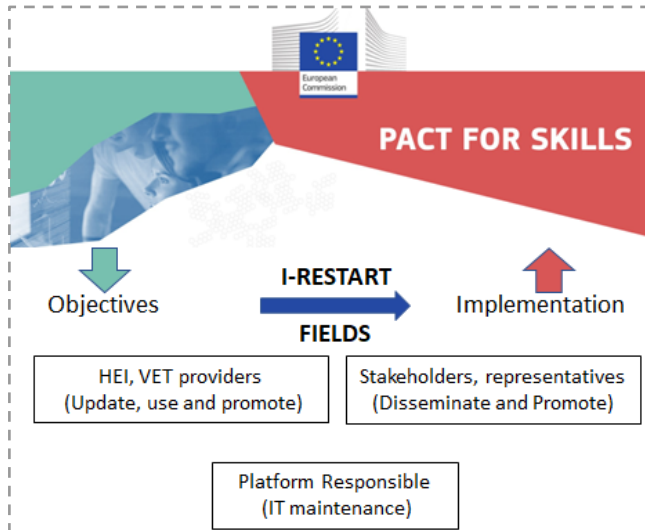 European
Commission
PACT FOR SKILLS
I-RESTART
Objectives
Implementation
FIELDS
HEI, VET providers
(Update, use and promote)
Stakeholders, representatives
(Disseminate and Promote)
Platform Responsible
(IT maintenance)